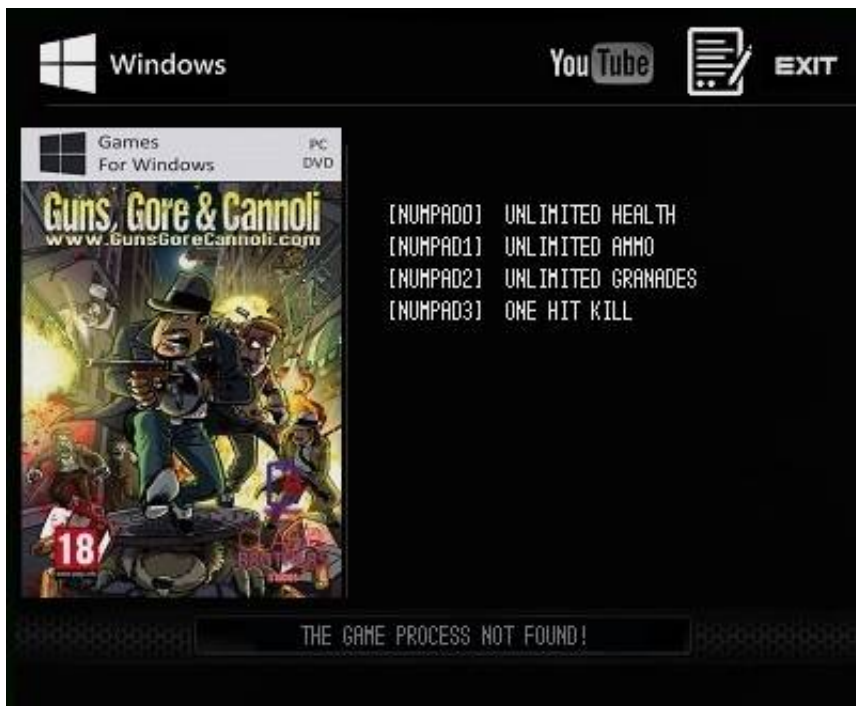 Windows
YouTube
EXIT
Games
For Windows
PC
DVD
Guns, Gore & Cannoli
www.GunsGoreCannoli.com
18
[NUMPAD0] UNLIMITED HEALTH
[NUMPAD1] UNLIMITED AMMO
[NUMPAD2] UNLIMITED GRANADES
[NUMPAD3] ONE HIT KILL
THE GAME PROCESS NOT FOUND!